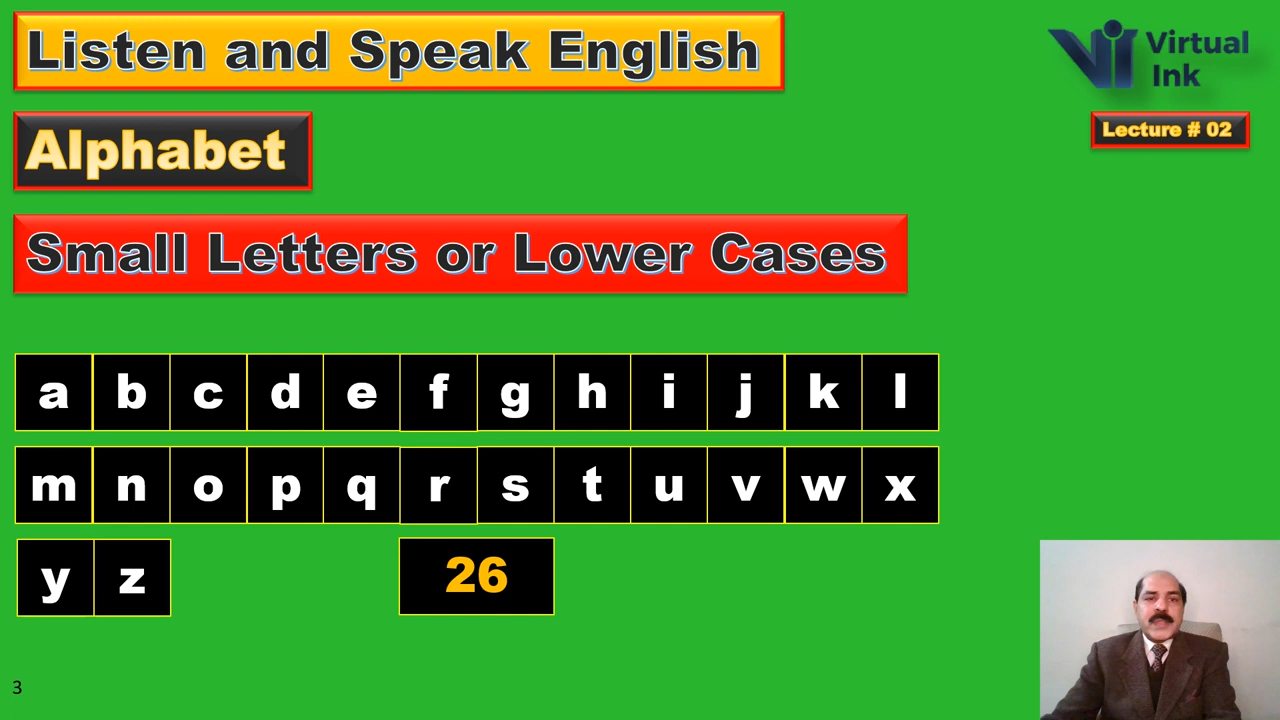 Listen and Speak English
Virtual
Ink
Alphabet
Lecture # 02
Small Letters or Lower Cases
a b c d e f g h i j k l
m n o p q r s t u v w x
y z 26
3